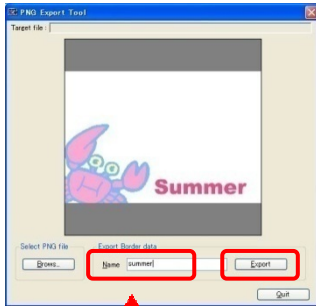 PNG Export Tool
Target file :
Summer
Select PNG file
Export Border data
Browse..
Name
summer
Export
Quit